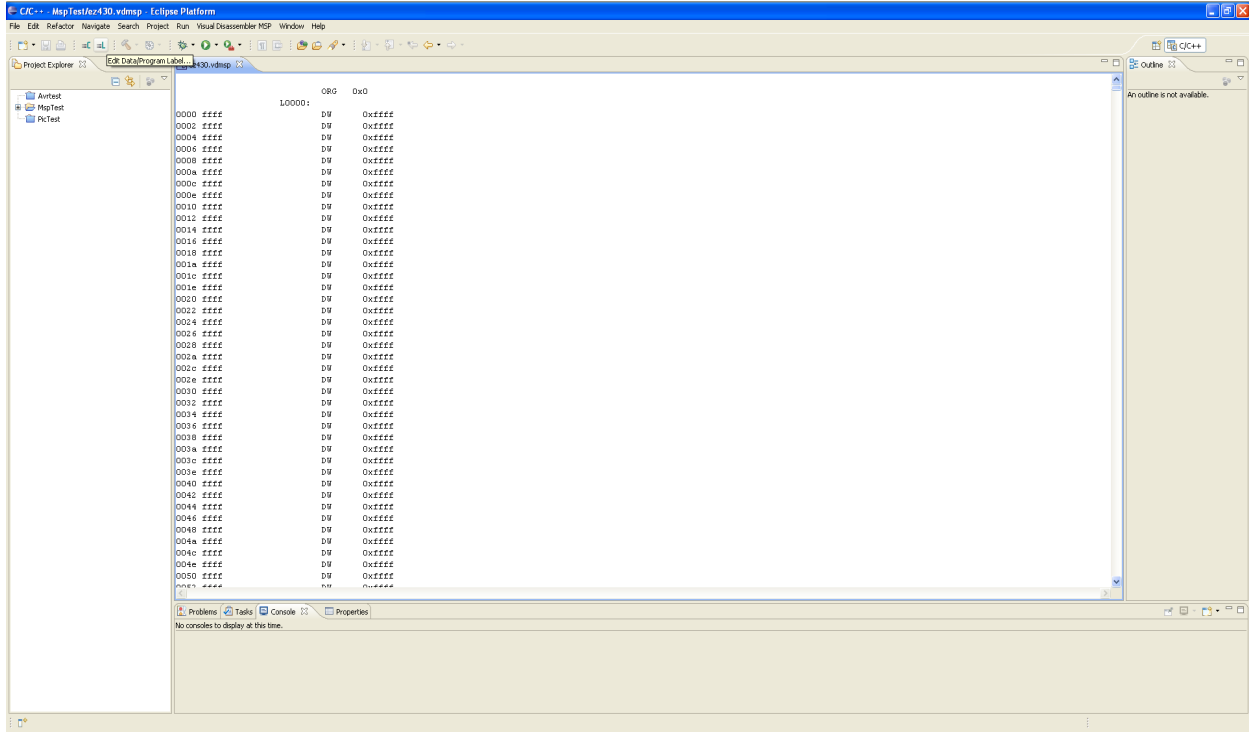 C/C++ - MspTest/ez430.vdmsp - Eclipse Platform
File Edit Refactor Navigate Search Project Run Visual Disassembler MSP Window Help
C/C++
Project Explorer
Edit Data/Program Label...
ez430.vdmsp
Outline
Avrtest
MspTest
PicTest
An outline is not available.
ORG 0x0
L0000:
0000 ffff DW 0xffff
0002 ffff DW 0xffff
0004 ffff DW 0xffff
0006 ffff DW 0xffff
0008 ffff DW 0xffff
000a ffff DW 0xffff
000c ffff DW 0xffff
000e ffff DW 0xffff
0010 ffff DW 0xffff
0012 ffff DW 0xffff
0014 ffff DW 0xffff
0016 ffff DW 0xffff
0018 ffff DW 0xffff
001a ffff DW 0xffff
001c ffff DW 0xffff
001e ffff DW 0xffff
0020 ffff DW 0xffff
0022 ffff DW 0xffff
0024 ffff DW 0xffff
0026 ffff DW 0xffff
0028 ffff DW 0xffff
002a ffff DW 0xffff
002c ffff DW 0xffff
002e ffff DW 0xffff
0030 ffff DW 0xffff
0032 ffff DW 0xffff
0034 ffff DW 0xffff
0036 ffff DW 0xffff
0038 ffff DW 0xffff
003a ffff DW 0xffff
003c ffff DW 0xffff
003e ffff DW 0xffff
0040 ffff DW 0xffff
0042 ffff DW 0xffff
0044 ffff DW 0xffff
0046 ffff DW 0xffff
0048 ffff DW 0xffff
004a ffff DW 0xffff
004c ffff DW 0xffff
004e ffff DW 0xffff
0050 ffff DW 0xffff
Problems Tasks Console Properties
No consoles to display at this time.